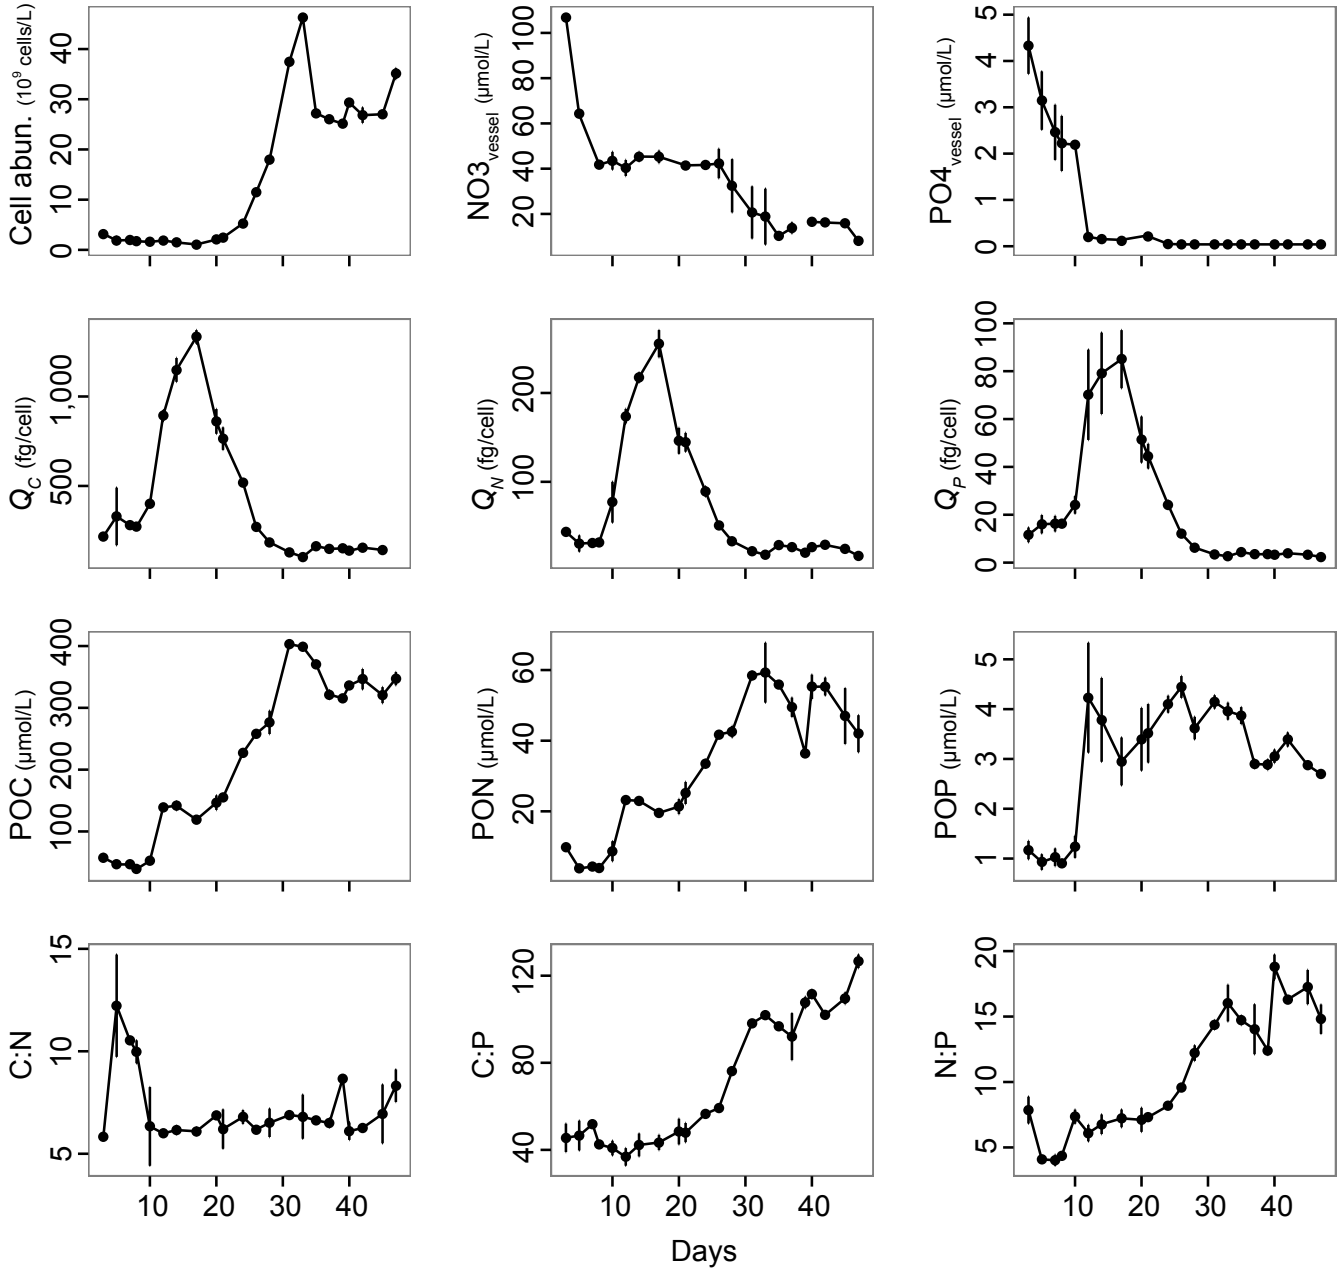 Cell abun. (10⁹ cells/L)
0 10 20 30 40
NO3vessel (µmol/L)
20 40 60 80 100
PO4vessel (µmol/L)
0 1 2 3 4 5
QC (fg/cell)
500 1,000
QN (fg/cell)
100 200
QP (fg/cell)
0 20 40 60 80 100
POC (µmol/L)
100 200 300 400
PON (µmol/L)
20 40 60
POP (µmol/L)
1 2 3 4 5
C:N
5 10 15
C:P
40 80 120
N:P
5 10 15 20
10 20 30 40
10 20 30 40
10 20 30 40
Days